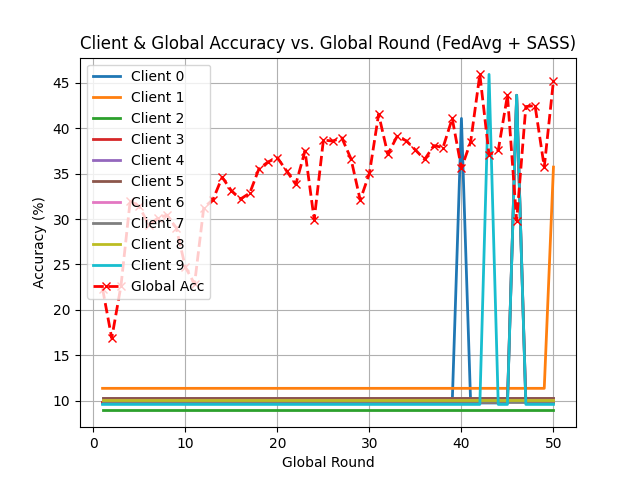 Client & Global Accuracy vs. Global Round (FedAvg + SASS)
Accuracy (%)
45
40
35
30
25
20
15
10
Client 0
Client 1
Client 2
Client 3
Client 4
Client 5
Client 6
Client 7
Client 8
Client 9
Global Acc
0 10 20 30 40 50
Global Round